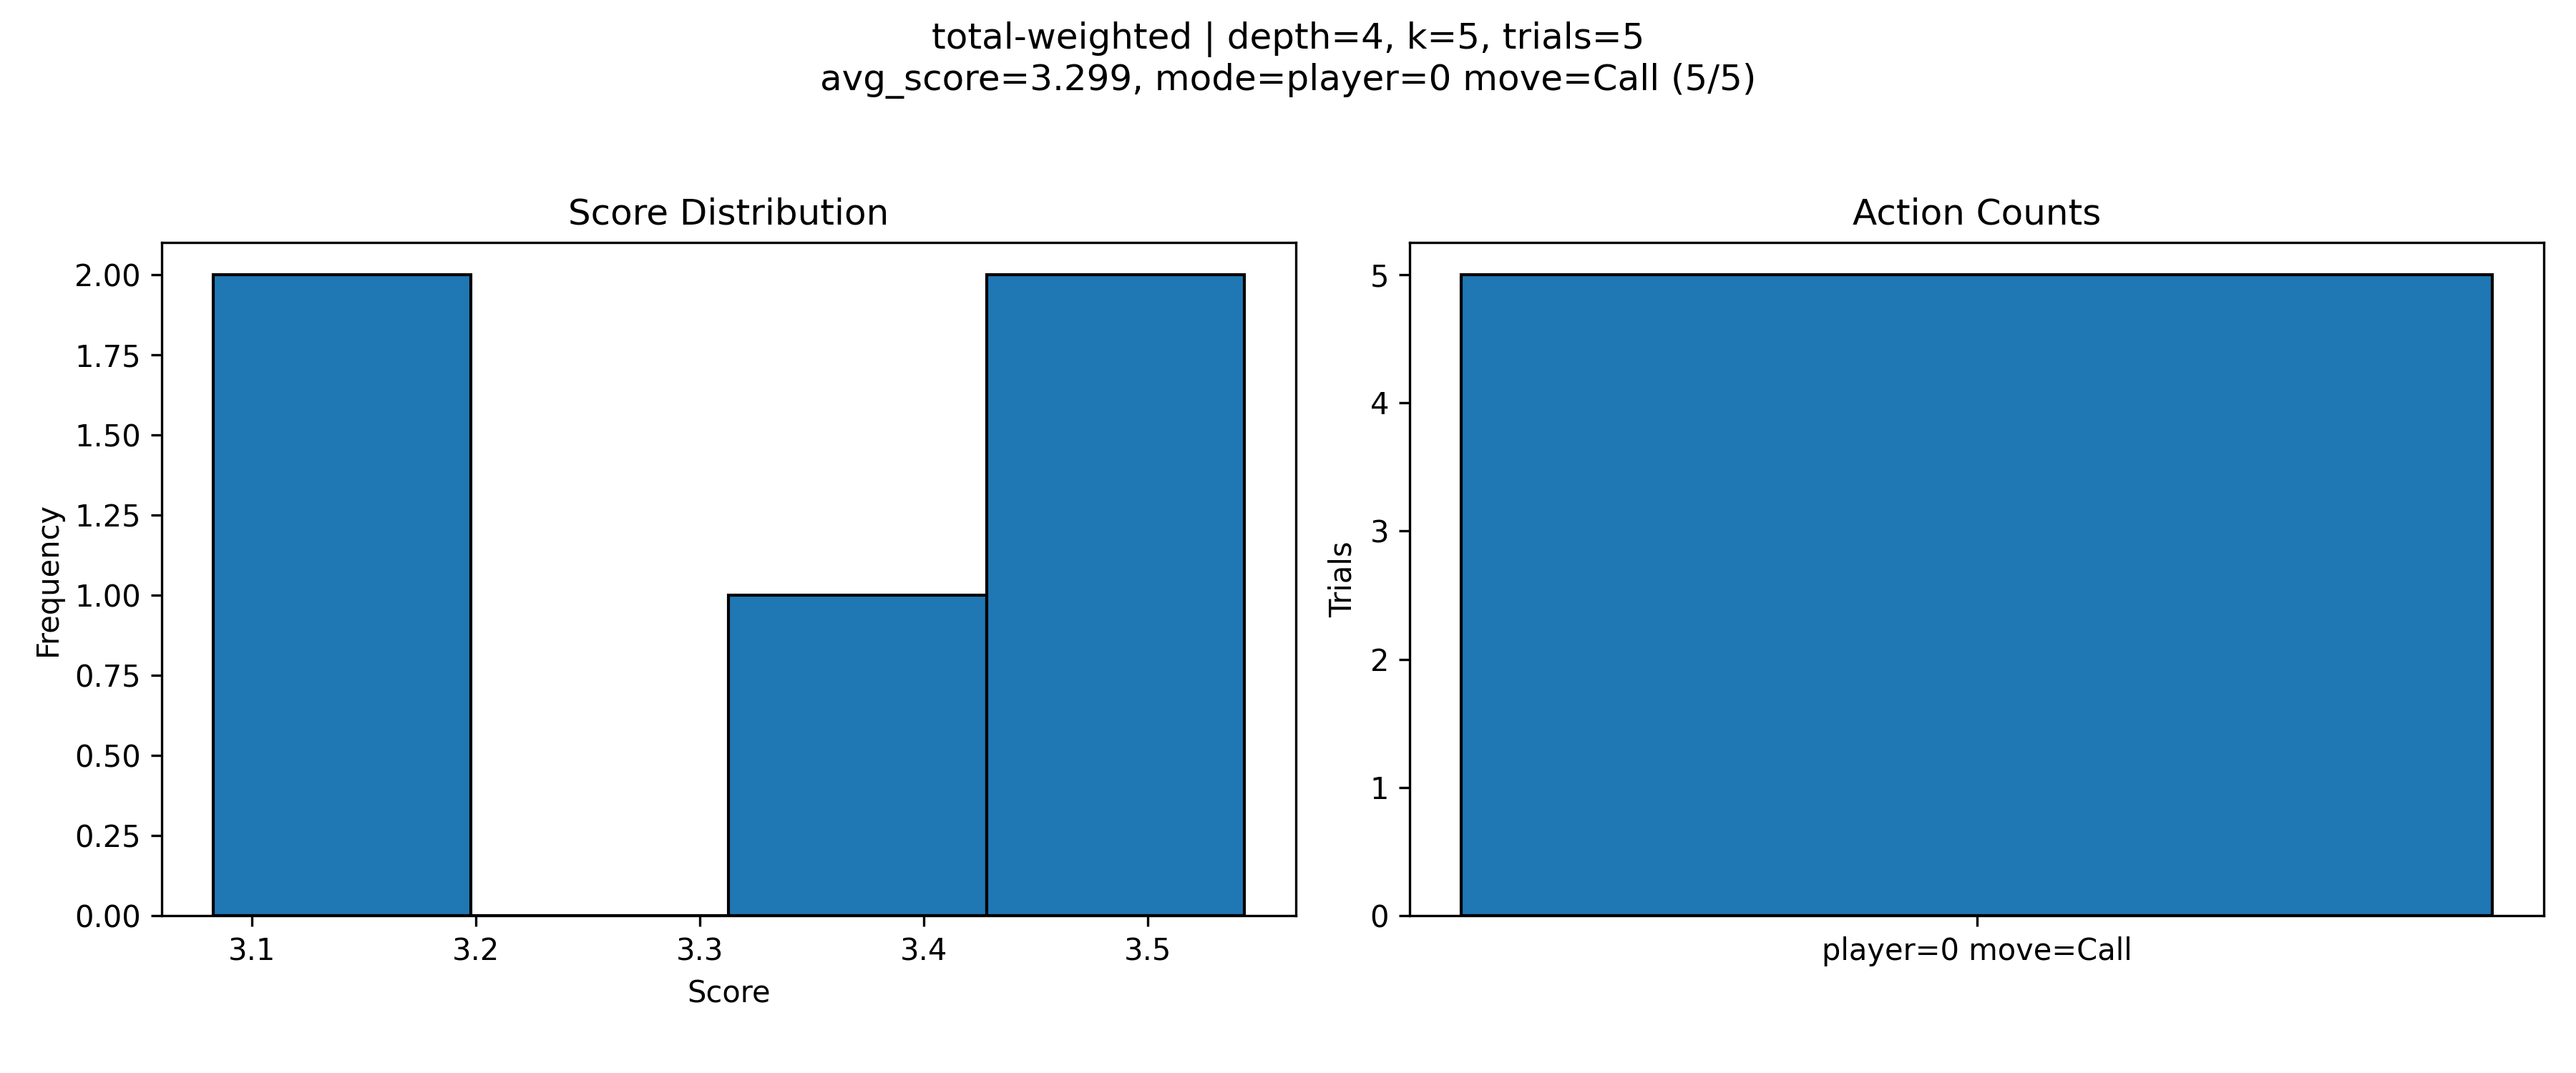 total-weighted | depth=4, k=5, trials=5
avg_score=3.299, mode=player=0 move=Call (5/5)
Score Distribution
2.00
1.75
1.50
1.25
1.00
0.75
0.50
0.25
0.00
Frequency
3.1 3.2 3.3 3.4 3.5
Score
Action Counts
5
4
3
2
1
0
Trials
player=0 move=Call